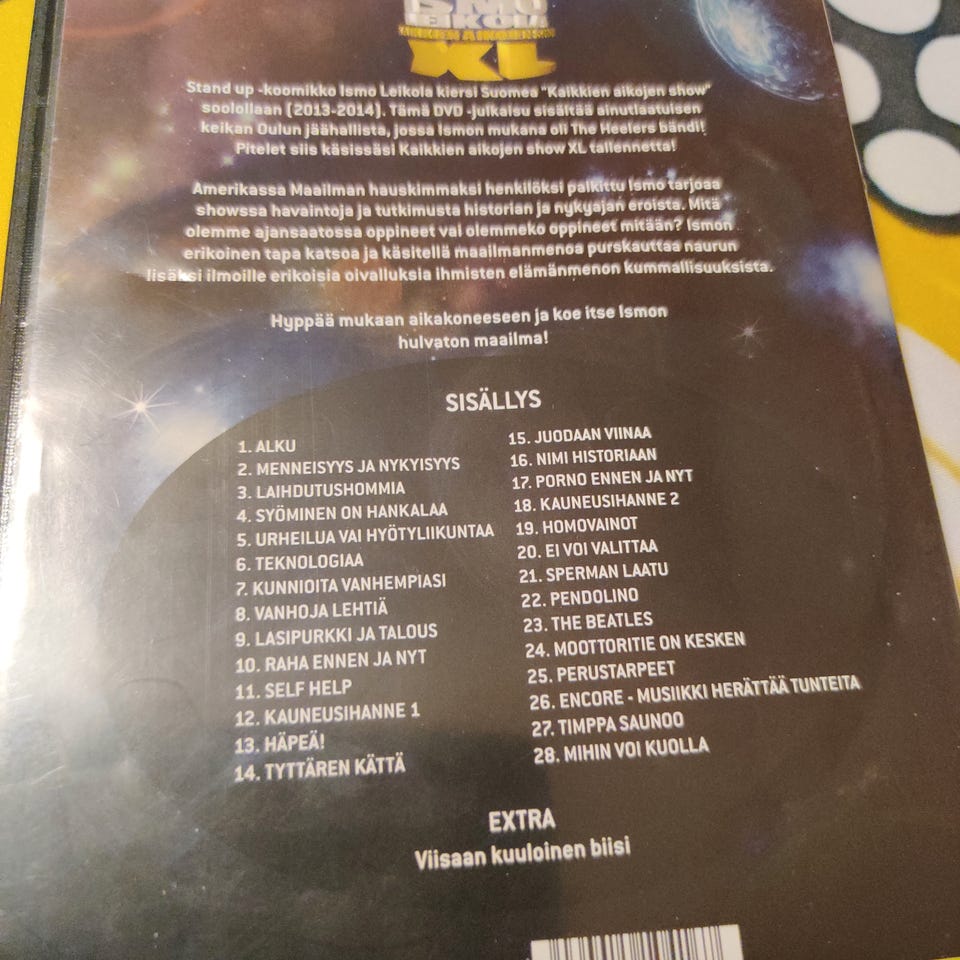 ISMO
LEIKOLA
KAIKKIEN AIKOJEN SHOW
XL
Stand up -koomikko Ismo Leikola kiersi Suomea "Kaikkien aikojen show"
soolollaan (2013-2014). Tämä DVD -julkaisu sisältää ainutlaatuisen
keikan Oulun jäähallista, jossa Ismon mukana oli The Heelers bändi!
Pitelet siis käsissäsi Kaikkien aikojen show XL tallennetta!
Amerikassa Maailman hauskimmaksi henkilöksi palkittu Ismo tarjoaa
showssa havaintoja ja tutkimusta historian ja nykyajan eroista. Mitä
olemme ajansaatossa oppineet vai olemmeko oppineet mitään? Ismon
erikoinen tapa katsoa ja käsitellä maailmanmenoa purskauttaa naurun
lisäksi ilmoille erikoisia oivalluksia ihmisten elämänmenon kummallisuuksista.
Hyppää mukaan aikakoneeseen ja koe itse Ismon
hulvaton maailma!
SISÄLLYS
1. ALKU
2. MENNEISYYS JA NYKYISYYS
3. LAIHDUTUSHOMMIA
4. SYÖMINEN ON HANKALAA
5. URHEILUA VAI HYÖTYLIIKUNTAA
6. TEKNOLOGIAA
7. KUNNIOITA VANHEMPIASI
8. VANHOJA LEHTIÄ
9. LASIPURKKI JA TALOUS
10. RAHA ENNEN JA NYT
11. SELF HELP
12. KAUNEUSIHANNE 1
13. HÄPEÄ!
14. TYTTÄREN KÄTTÄ
15. JUODAAN VIINAA
16. NIMI HISTORIAAN
17. PORNO ENNEN JA NYT
18. KAUNEUSIHANNE 2
19. HOMOVAINOT
20. EI VOI VALITTAA
21. SPERMAN LAATU
22. PENDOLINO
23. THE BEATLES
24. MOOTTORITIE ON KESKEN
25. PERUSTARPEET
26. ENCORE - MUSIIKKI HERÄTTÄÄ TUNTEITA
27. TIMPPA SAUNOO
28. MIHIN VOI KUOLLA
EXTRA
Viisaan kuuloinen biisi